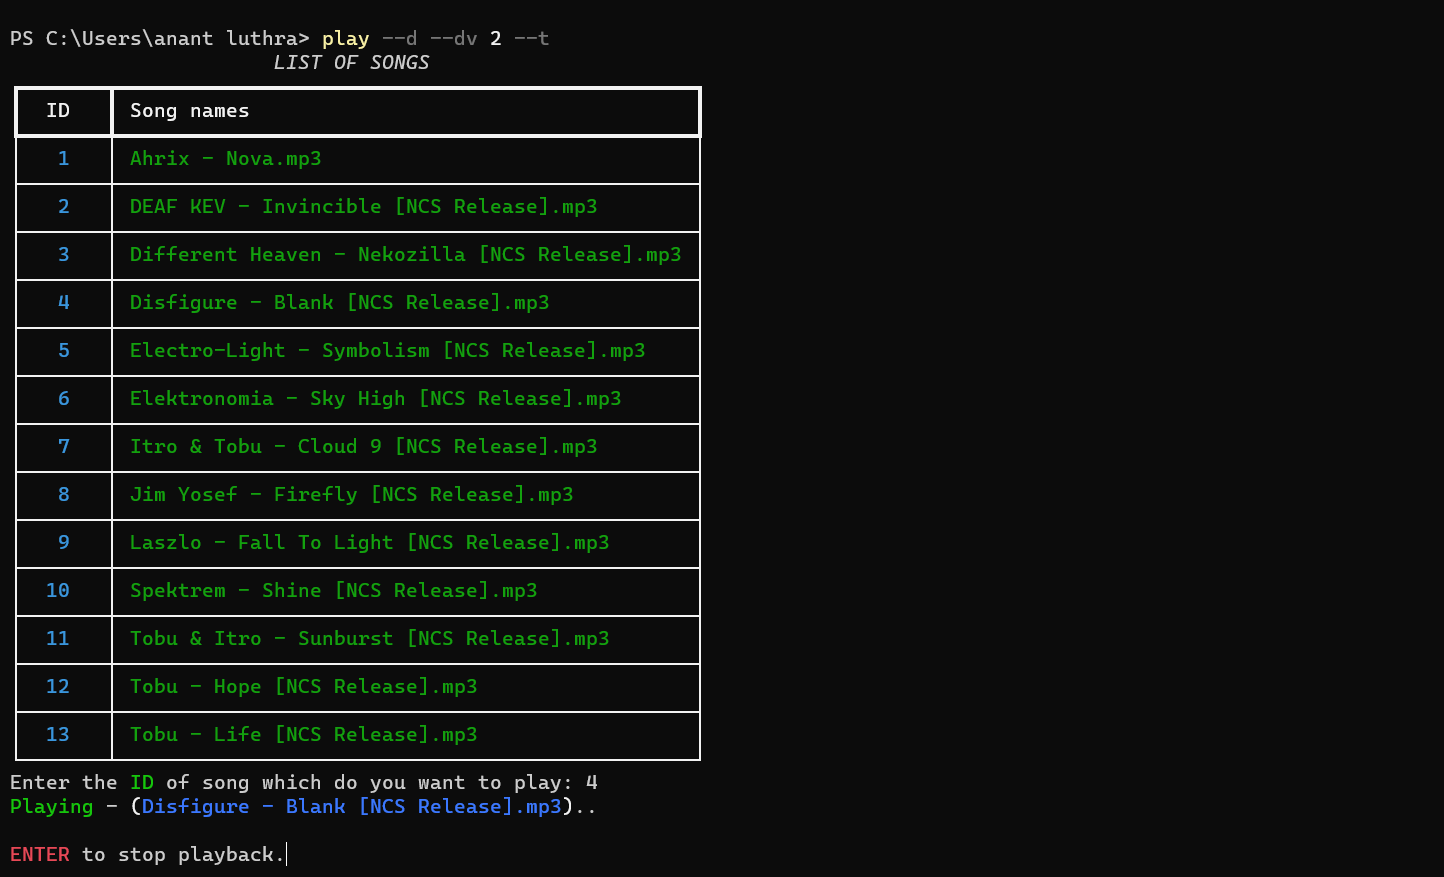 PS C:\Users\anant luthra> play --d --dv 2 --t
LIST OF SONGS
ID Song names
1 Ahrix - Nova.mp3
2 DEAF KEV - Invincible [NCS Release].mp3
3 Different Heaven - Nekozilla [NCS Release].mp3
4 Disfigure - Blank [NCS Release].mp3
5 Electro-Light - Symbolism [NCS Release].mp3
6 Elektronomia - Sky High [NCS Release].mp3
7 Itro & Tobu - Cloud 9 [NCS Release].mp3
8 Jim Yosef - Firefly [NCS Release].mp3
9 Laszlo - Fall To Light [NCS Release].mp3
10 Spektrem - Shine [NCS Release].mp3
11 Tobu & Itro - Sunburst [NCS Release].mp3
12 Tobu - Hope [NCS Release].mp3
13 Tobu - Life [NCS Release].mp3
Enter the ID of song which do you want to play: 4
Playing - (Disfigure - Blank [NCS Release].mp3)..
ENTER to stop playback.